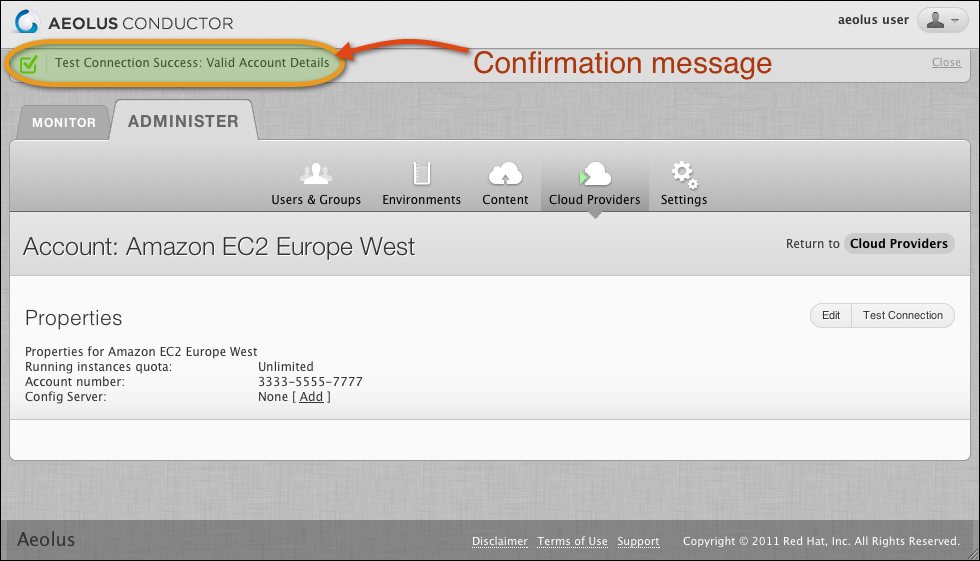 AEOLUS CONDUCTOR
aeolus user
Test Connection Success: Valid Account Details
Confirmation message
Close
MONITOR
ADMINISTER
Users & Groups
Environments
Content
Cloud Providers
Settings
Account: Amazon EC2 Europe West
Return to Cloud Providers
Properties
Edit
Test Connection
Properties for Amazon EC2 Europe West
Running instances quota: Unlimited
Account number: 3333-5555-7777
Config Server: None [ Add ]
Aeolus
Disclaimer Terms of Use Support Copyright © 2011 Red Hat, Inc. All Rights Reserved.